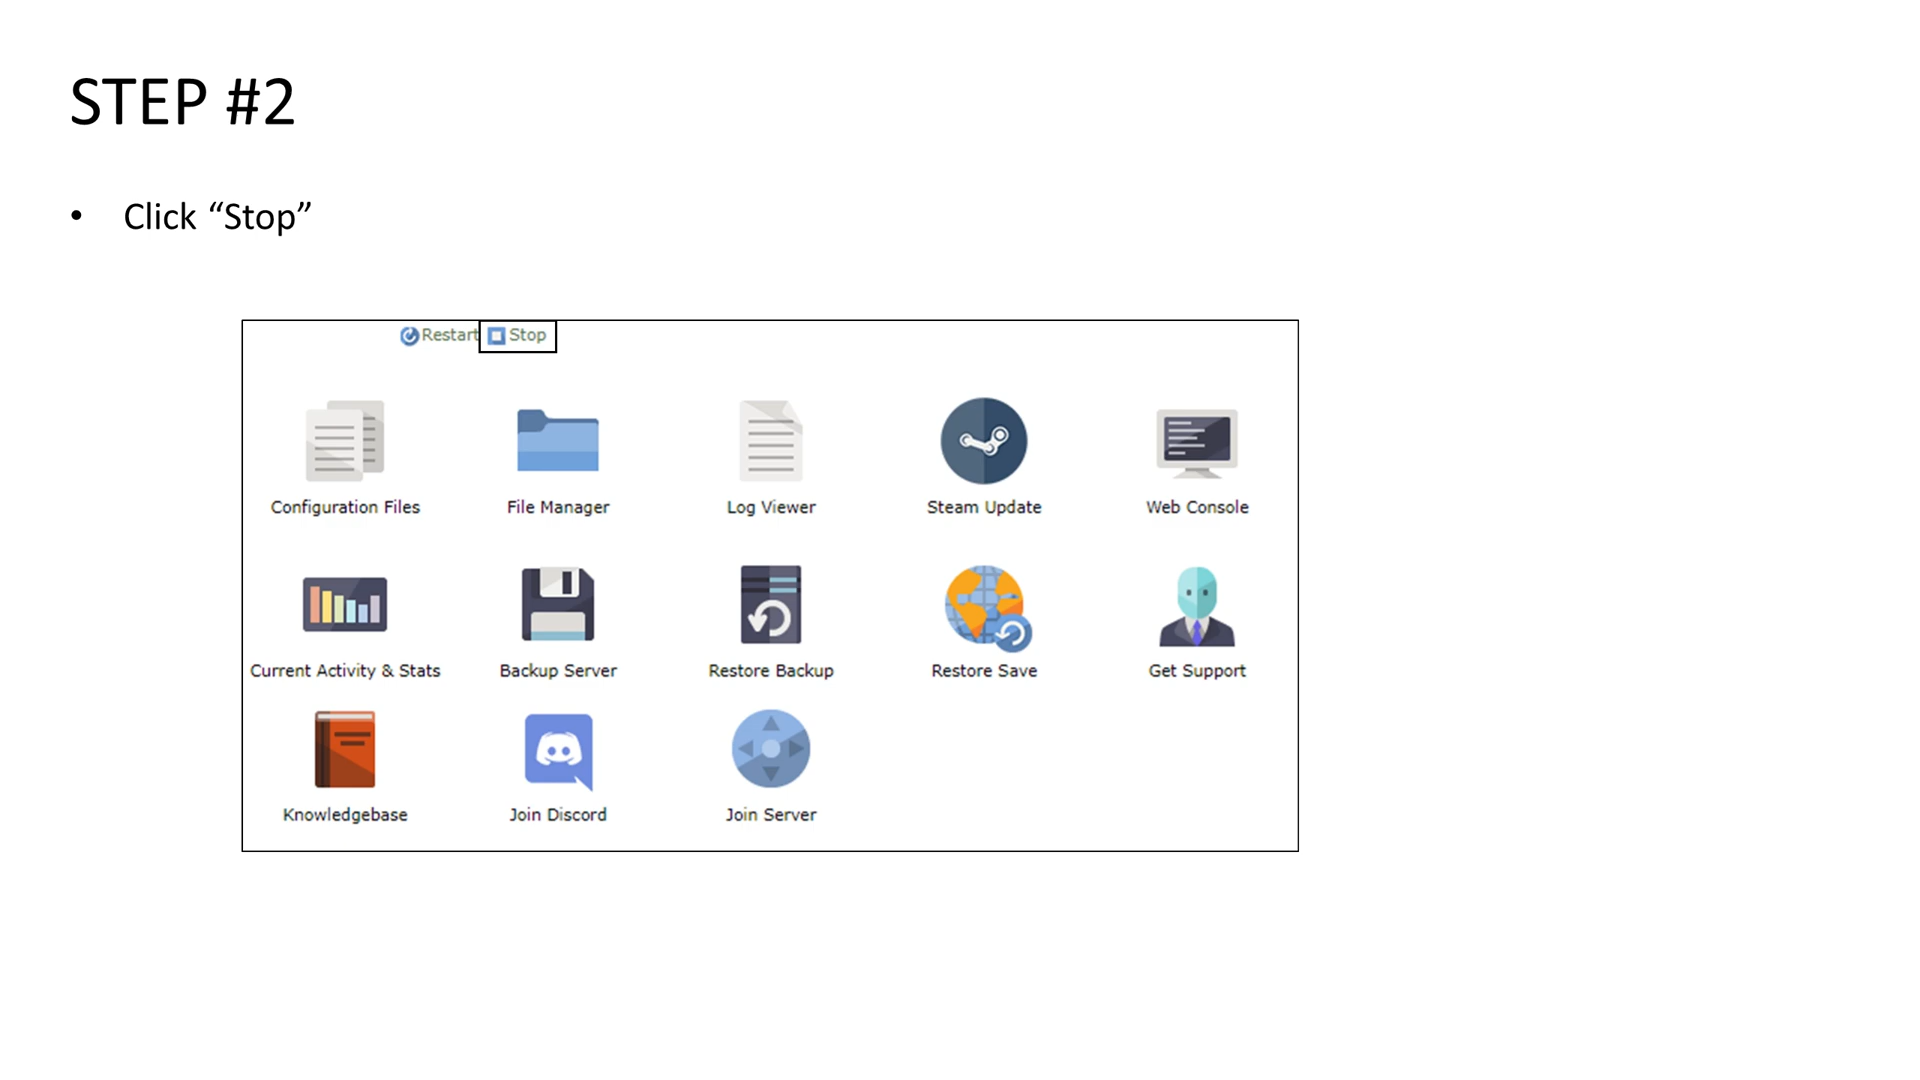 STEP #2
• Click “Stop”
Restart Stop
Configuration Files File Manager Log Viewer Steam Update Web Console
Current Activity & Stats Backup Server Restore Backup Restore Save Get Support
Knowledgebase Join Discord Join Server